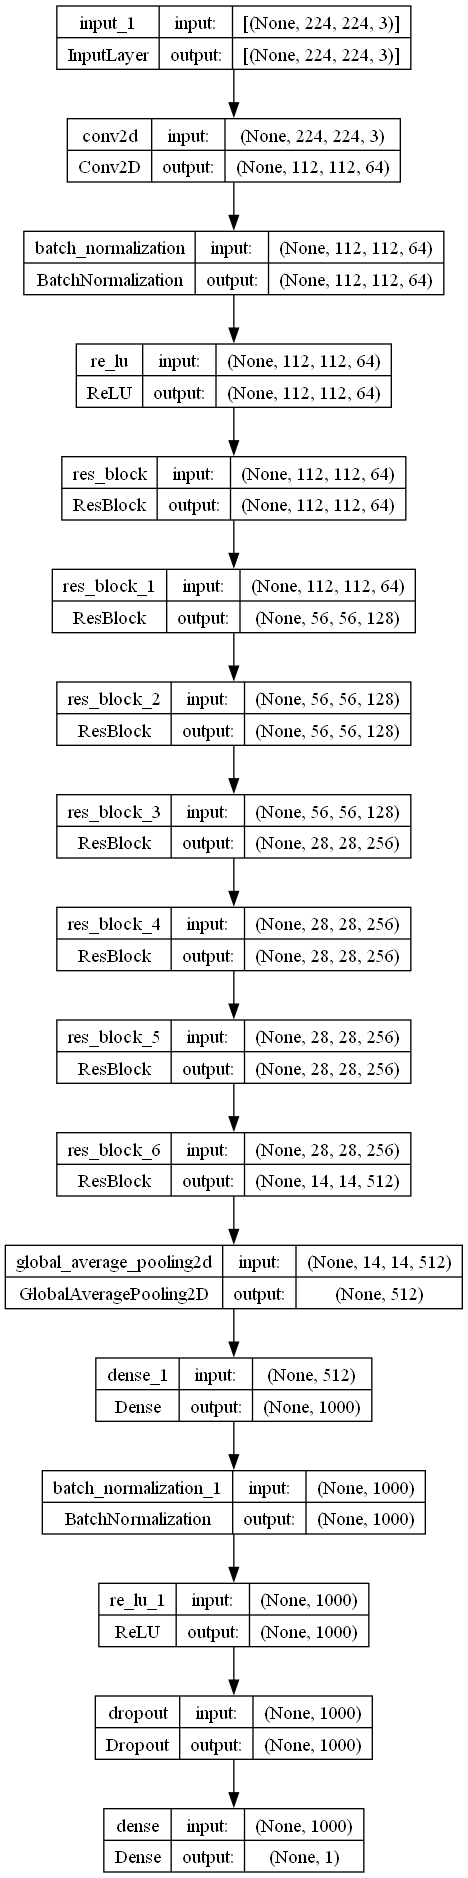 input_1 input: [(None, 224, 224, 3)]
InputLayer output: [(None, 224, 224, 3)]
conv2d input: (None, 224, 224, 3)
Conv2D output: (None, 112, 112, 64)
batch_normalization input: (None, 112, 112, 64)
BatchNormalization output: (None, 112, 112, 64)
re_lu input: (None, 112, 112, 64)
ReLU output: (None, 112, 112, 64)
res_block input: (None, 112, 112, 64)
ResBlock output: (None, 112, 112, 64)
res_block_1 input: (None, 112, 112, 64)
ResBlock output: (None, 56, 56, 128)
res_block_2 input: (None, 56, 56, 128)
ResBlock output: (None, 56, 56, 128)
res_block_3 input: (None, 56, 56, 128)
ResBlock output: (None, 28, 28, 256)
res_block_4 input: (None, 28, 28, 256)
ResBlock output: (None, 28, 28, 256)
res_block_5 input: (None, 28, 28, 256)
ResBlock output: (None, 28, 28, 256)
res_block_6 input: (None, 28, 28, 256)
ResBlock output: (None, 14, 14, 512)
global_average_pooling2d input: (None, 14, 14, 512)
GlobalAveragePooling2D output: (None, 512)
dense_1 input: (None, 512)
Dense output: (None, 1000)
batch_normalization_1 input: (None, 1000)
BatchNormalization output: (None, 1000)
re_lu_1 input: (None, 1000)
ReLU output: (None, 1000)
dropout input: (None, 1000)
Dropout output: (None, 1000)
dense input: (None, 1000)
Dense output: (None, 1)